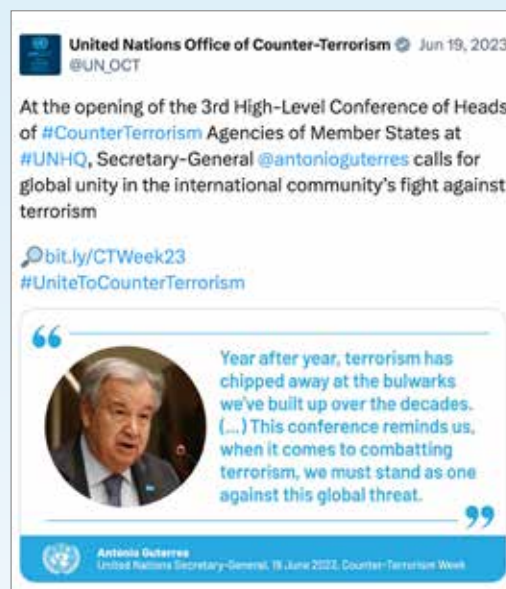 United Nations Office of Counter-Terrorism Jun 19, 2023
@UN_OCT
At the opening of the 3rd High-Level Conference of Heads
of #CounterTerrorism Agencies of Member States at
#UNHQ, Secretary-General @antonioguterres calls for
global unity in the international community's fight against
terrorism
bit.ly/CTWeek23
#UniteToCounterTerrorism
“
Year after year, terrorism has
chipped away at the bulwarks
we've built up over the decades.
(...) This conference reminds us,
when it comes to combatting
terrorism, we must stand as one
against this global threat.
”
António Guterres
United Nations Secretary-General, 19 June 2023, Counter-Terrorism Week